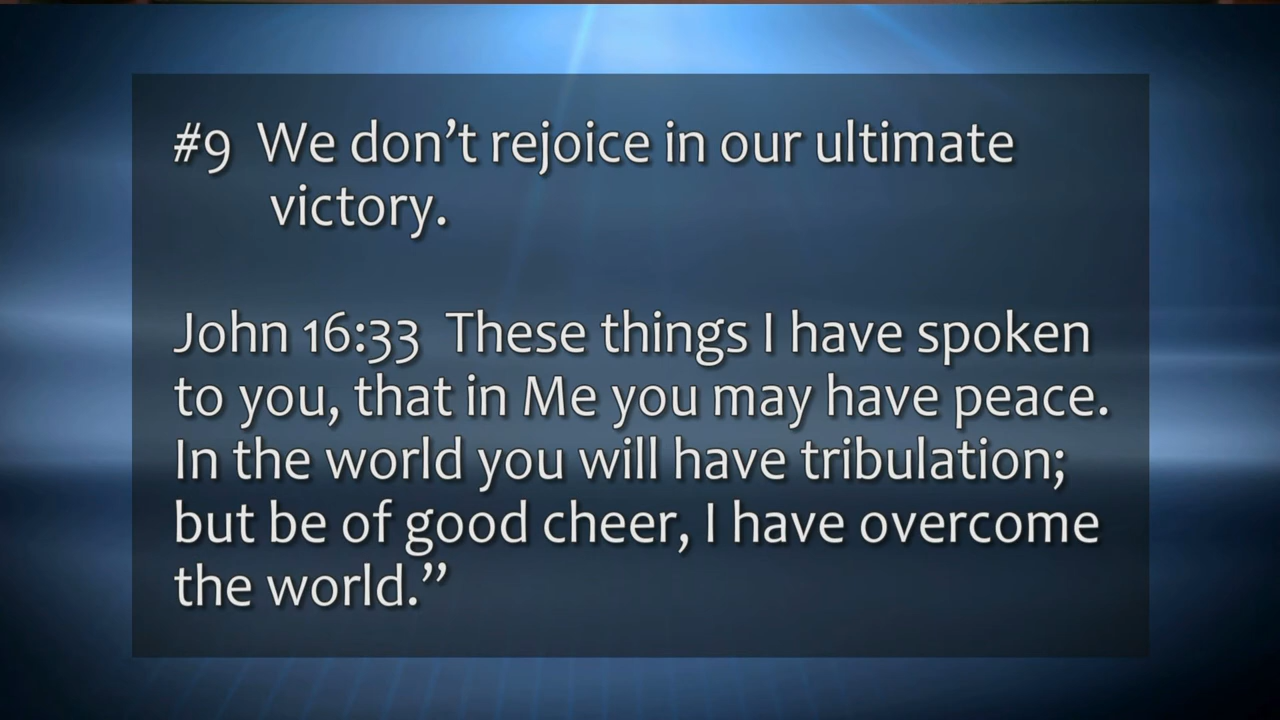 #9 We don’t rejoice in our ultimate
victory.
John 16:33 These things I have spoken
to you, that in Me you may have peace.
In the world you will have tribulation;
but be of good cheer, I have overcome
the world.”